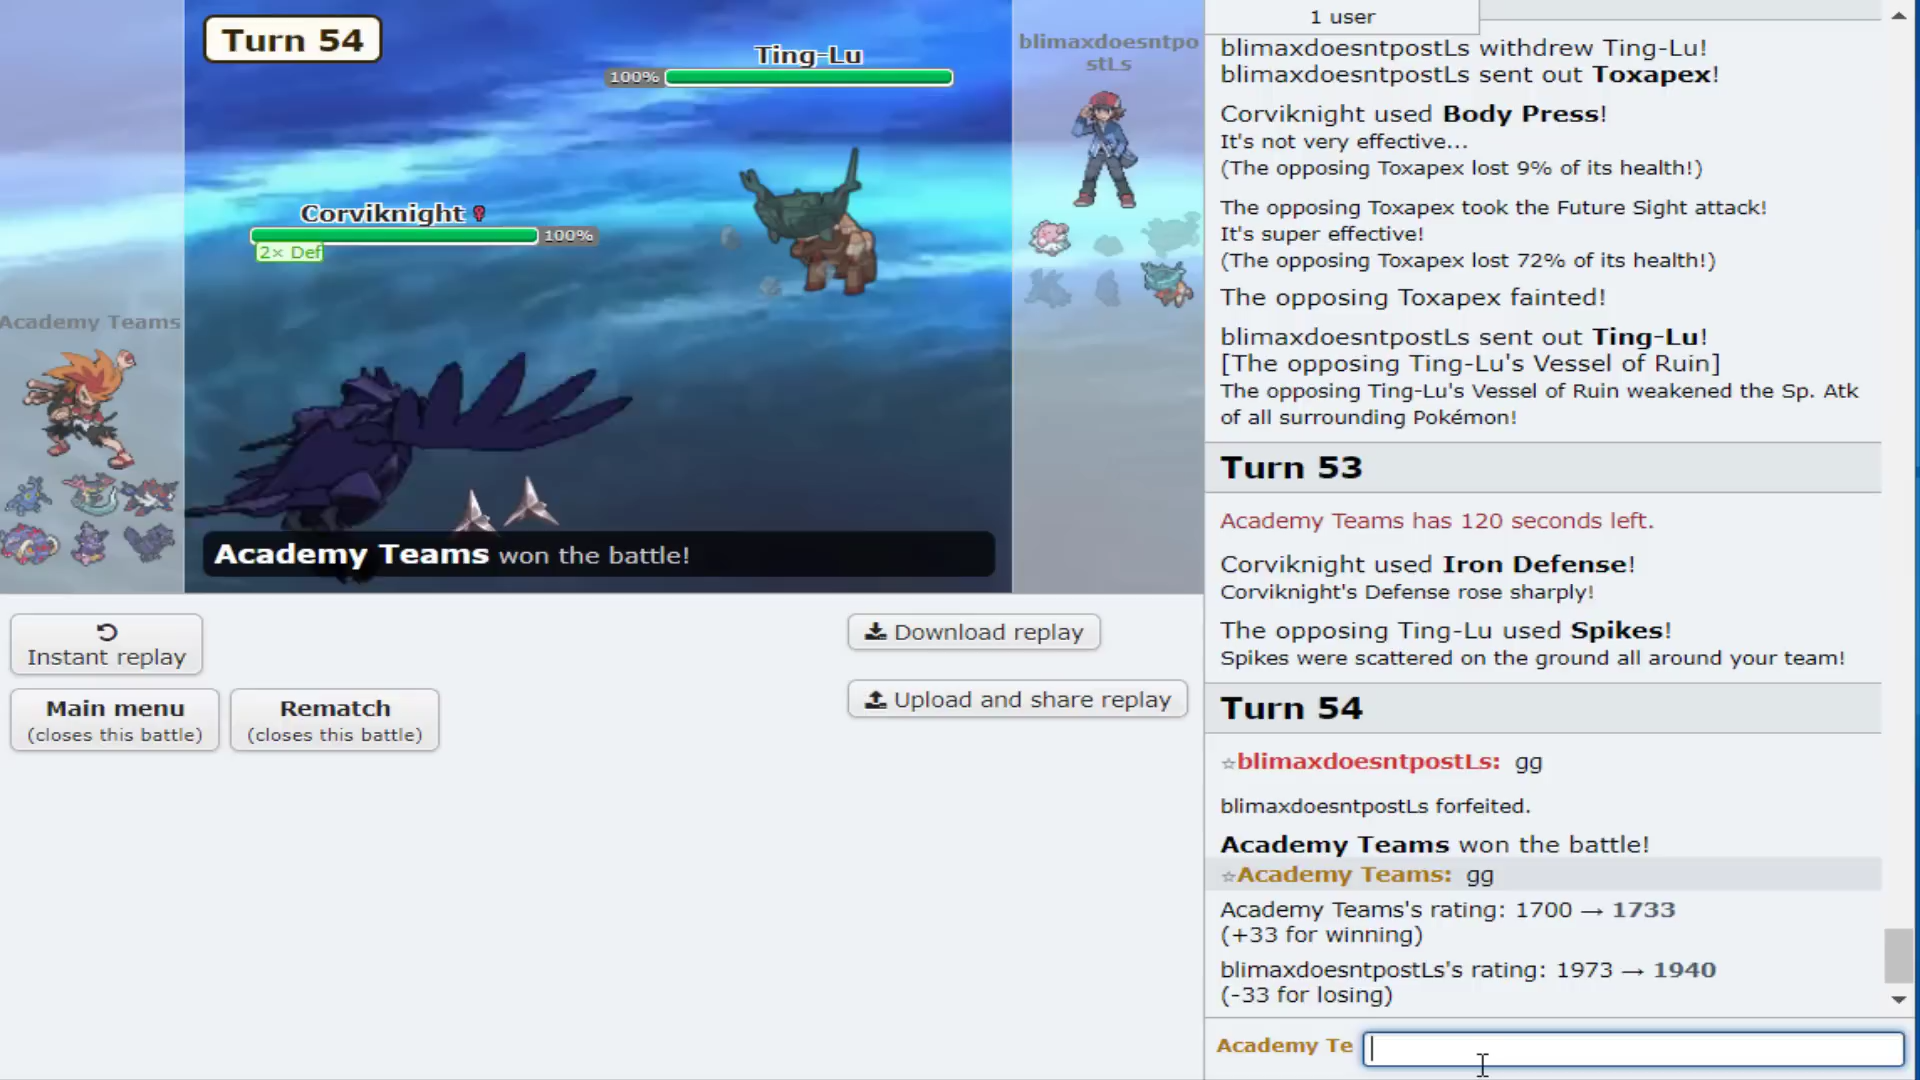 Turn 54
Ting-Lu
100%
Corviknight
100%
2× Def
Academy Teams
blimaxdoesntpo
stLs
Academy Teams won the battle!
Instant replay
Download replay
Main menu
(closes this battle)
Rematch
(closes this battle)
Upload and share replay
1 user
blimaxdoesntpostLs withdrew Ting-Lu!
blimaxdoesntpostLs sent out Toxapex!
Corviknight used Body Press!
It's not very effective...
(The opposing Toxapex lost 9% of its health!)
The opposing Toxapex took the Future Sight attack!
It's super effective!
(The opposing Toxapex lost 72% of its health!)
The opposing Toxapex fainted!
blimaxdoesntpostLs sent out Ting-Lu!
[The opposing Ting-Lu's Vessel of Ruin]
The opposing Ting-Lu's Vessel of Ruin weakened the Sp. Atk
of all surrounding Pokémon!
Turn 53
Academy Teams has 120 seconds left.
Corviknight used Iron Defense!
Corviknight's Defense rose sharply!
The opposing Ting-Lu used Spikes!
Spikes were scattered on the ground all around your team!
Turn 54
☆blimaxdoesntpostLs: gg
blimaxdoesntpostLs forfeited.
Academy Teams won the battle!
☆Academy Teams: gg
Academy Teams's rating: 1700 → 1733
(+33 for winning)
blimaxdoesntpostLs's rating: 1973 → 1940
(-33 for losing)
Academy Te